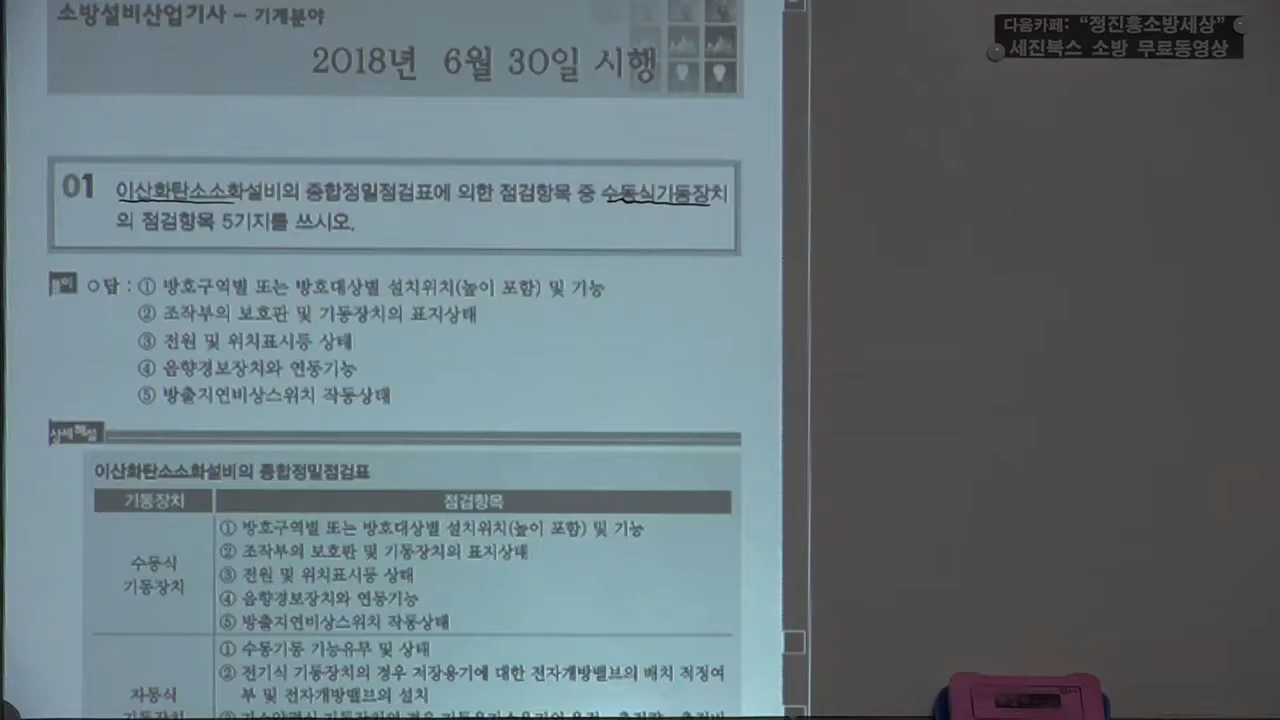 소방설비산업기사 - 기계분야
2018년 6월 30일 시행
다음카페: "정진홍소방세상"
세진북스 소방 무료동영상
01 이산화탄소소화설비의 종합정밀점검표에 의한 점검항목 중 수동식기동장치
의 점검항목 5가지를 쓰시오.
풀이 ○답 : ① 방호구역별 또는 방호대상별 설치위치(높이 포함) 및 기능
② 조작부의 보호판 및 기동장치의 표지상태
③ 전원 및 위치표시등 상태
④ 음향경보장치와 연동기능
⑤ 방출지연비상스위치 작동상태
상세해설
이산화탄소소화설비의 종합정밀점검표
기동장치 점검항목
수동식
기동장치
① 방호구역별 또는 방호대상별 설치위치(높이 포함) 및 기능
② 조작부의 보호판 및 기동장치의 표지상태
③ 전원 및 위치표시등 상태
④ 음향경보장치와 연동기능
⑤ 방출지연비상스위치 작동상태
자동식
기동장치
① 수동기동 기능유무 및 상태
② 전기식 기동장치의 경우 저장용기에 대한 전자개방밸브의 배치 적정여
부 및 전자개방밸브의 설치